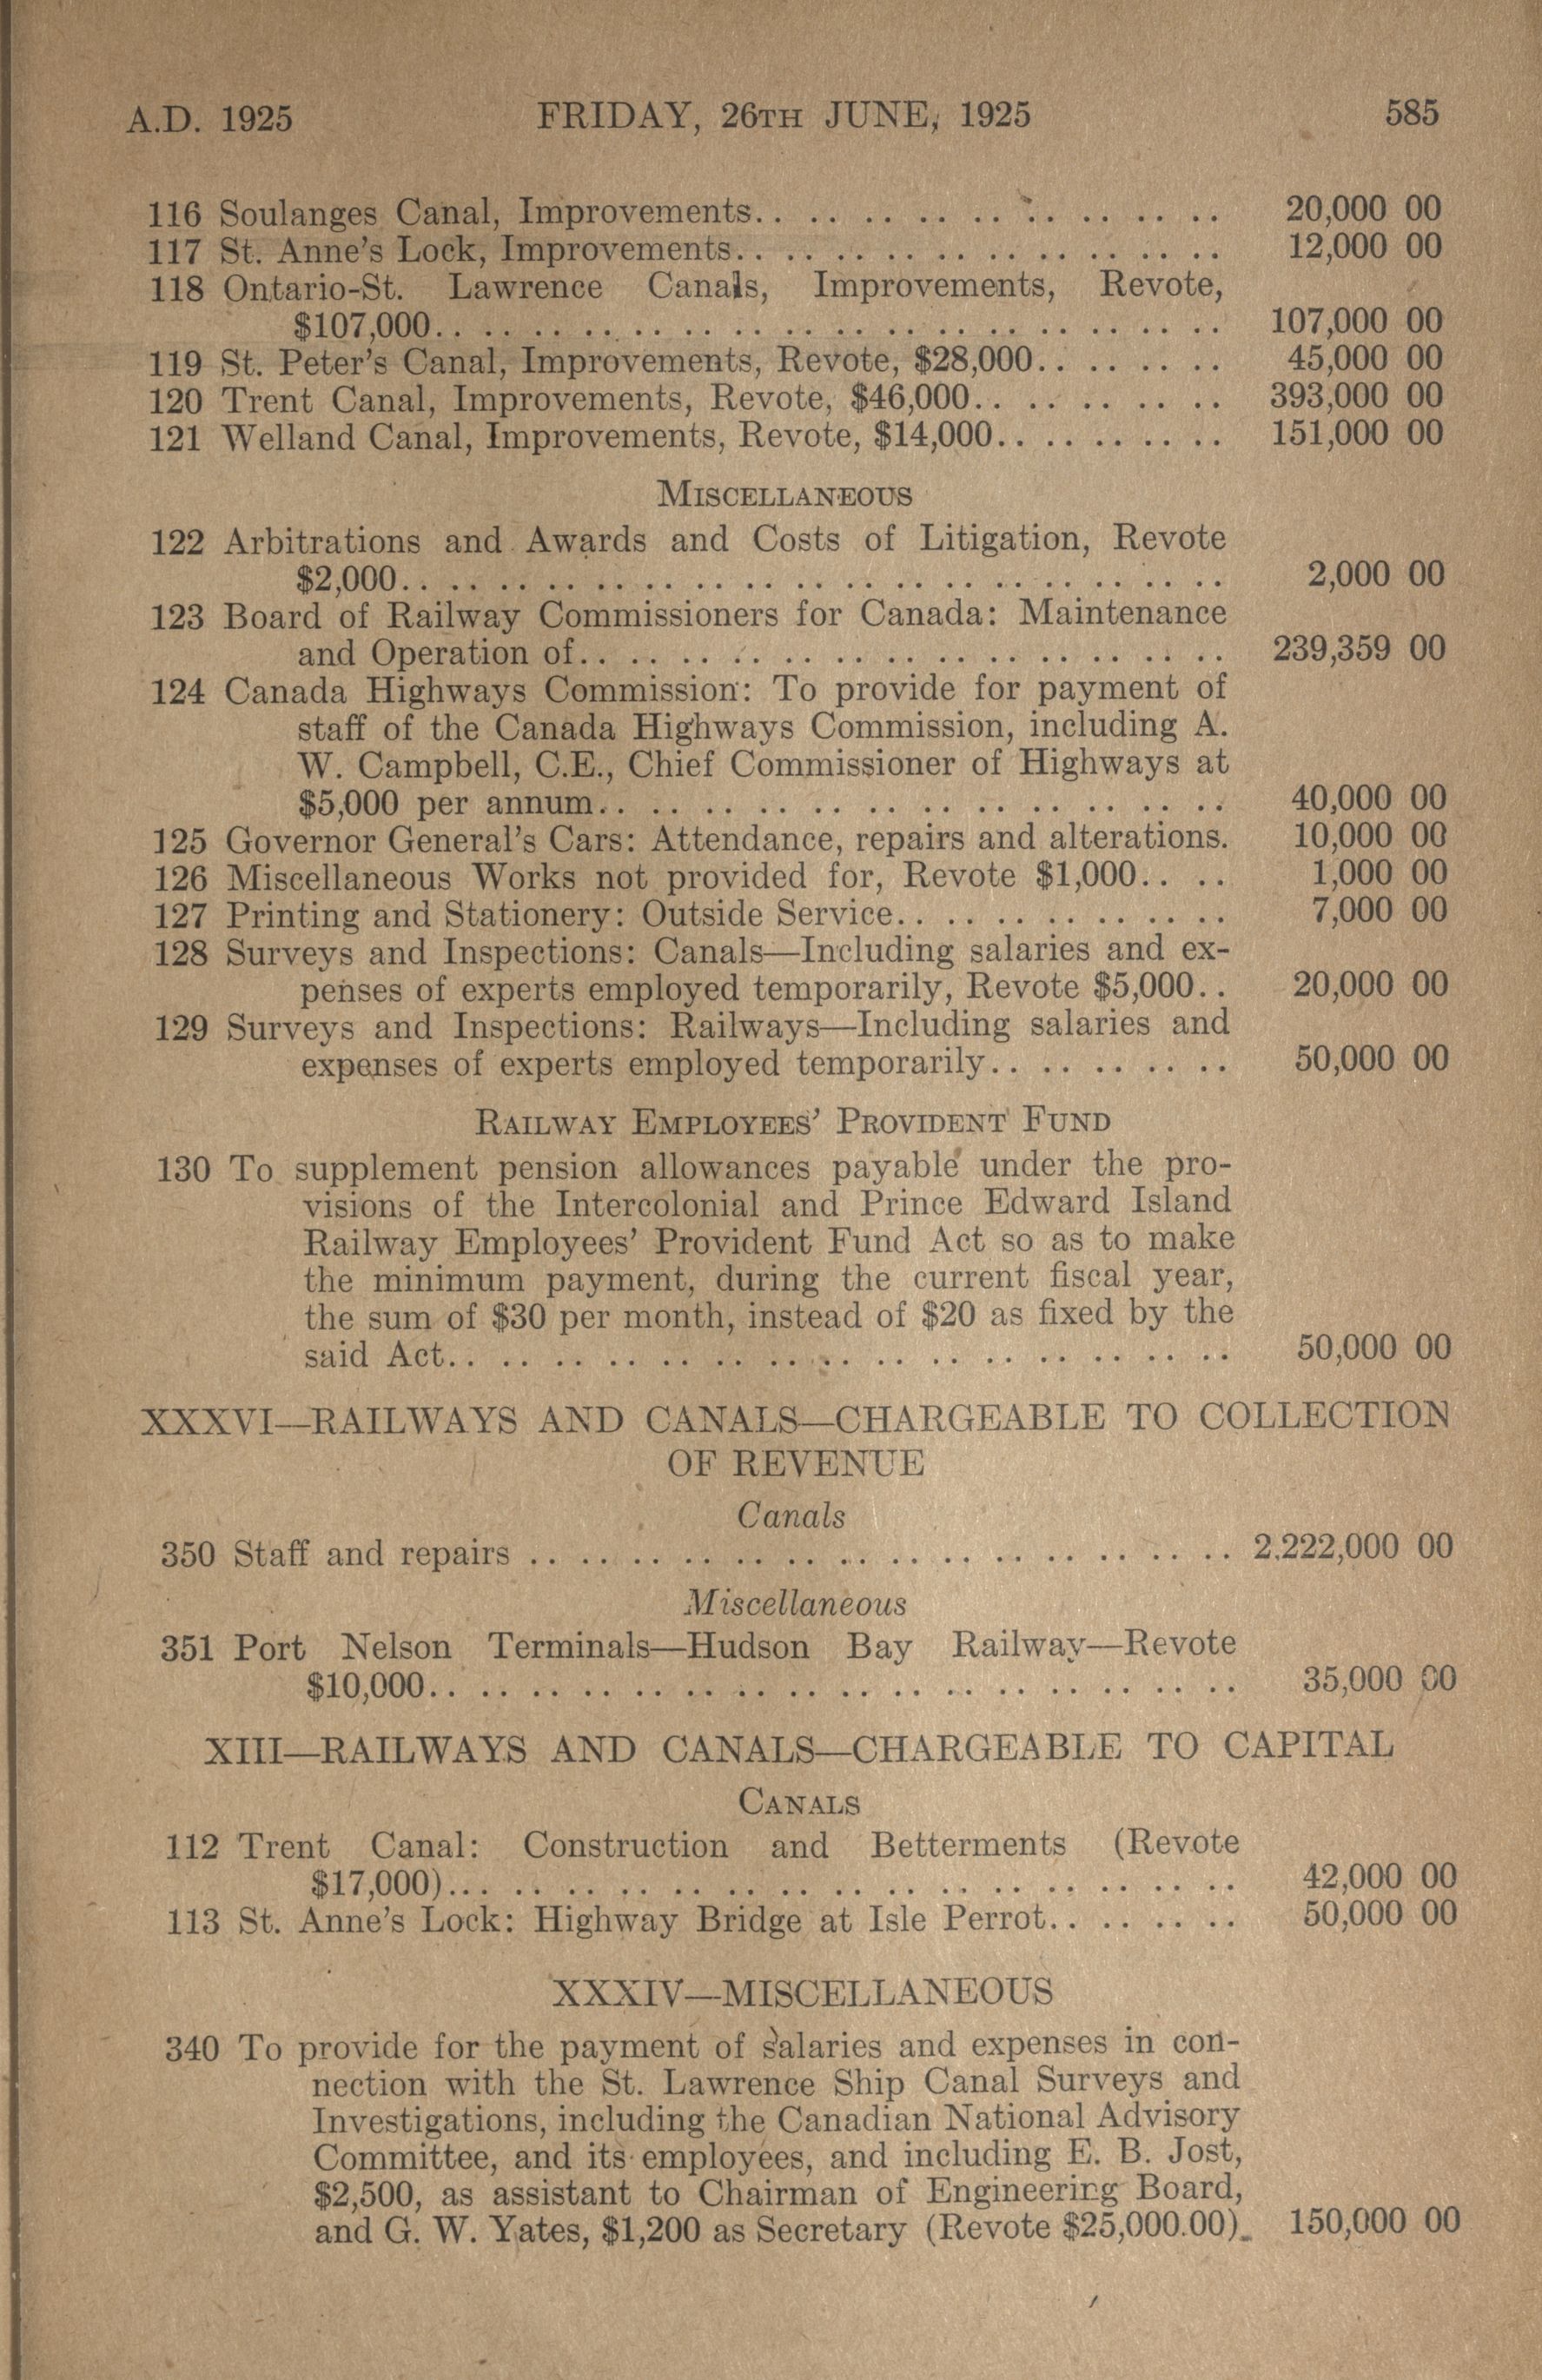 A.D. 1925 FRIDAY, 26TH JUNE, 1925 585
116 Soulanges Canal, Improvements.. .. .. .. .. .. .. .. .. .. 20,000 00
117 St. Anne's Lock, Improvements.. .. .. .. .. .. .. .. .. .. 12,000 00
118 Ontario-St. Lawrence Canals, Improvements, Revote,
$107,000.. .. .. .. .. .. .. .. .. .. .. .. .. .. .. .. 107,000 00
119 St. Peter's Canal, Improvements, Revote, $28,000.. .. .. .. 45,000 00
120 Trent Canal, Improvements, Revote, $46,000.. .. .. .. .. 393,000 00
121 Welland Canal, Improvements, Revote, $14,000.. .. .. .. .. 151,000 00
MISCELLANEOUS
122 Arbitrations and Awards and Costs of Litigation, Revote
$2,000.. .. .. .. .. .. .. .. .. .. .. .. .. .. .. .. .. 2,000 00
123 Board of Railway Commissioners for Canada: Maintenance
and Operation of.. .. .. .. .. .. .. .. .. .. .. .. .. 239,359 00
124 Canada Highways Commission: To provide for payment of
staff of the Canada Highways Commission, including A.
W. Campbell, C.E., Chief Commissioner of Highways at
$5,000 per annum.. .. .. .. .. .. .. .. .. .. .. .. 40,000 00
125 Governor General's Cars: Attendance, repairs and alterations. 10,000 00
126 Miscellaneous Works not provided for, Revote $1,000.. .. 1,000 00
127 Printing and Stationery: Outside Service.. .. .. .. .. .. .. 7,000 00
128 Surveys and Inspections: Canals—Including salaries and ex-
penses of experts employed temporarily, Revote $5,000.. 20,000 00
129 Surveys and Inspections: Railways—Including salaries and
expenses of experts employed temporarily.. .. .. .. .. 50,000 00
RAILWAY EMPLOYEES' PROVIDENT FUND
130 To supplement pension allowances payable under the pro-
visions of the Intercolonial and Prince Edward Island
Railway Employees' Provident Fund Act so as to make
the minimum payment, during the current fiscal year,
the sum of $30 per month, instead of $20 as fixed by the
said Act.. .. .. .. .. .. .. .. .. .. .. .. .. .. .. 50,000 00
XXXVI—RAILWAYS AND CANALS—CHARGEABLE TO COLLECTION
OF REVENUE
Canals
350 Staff and repairs .. .. .. .. .. .. .. .. .. .. .. .. .. .. 2.222,000 00
Miscellaneous
351 Port Nelson Terminals—Hudson Bay Railway—Revote
$10,000.. .. .. .. .. .. .. .. .. .. .. .. .. .. .. .. 35,000 00
XIII—RAILWAYS AND CANALS—CHARGEABLE TO CAPITAL
CANALS
112 Trent Canal: Construction and Betterments (Revote
$17,000)... .. .. .. .. .. .. .. .. .. .. .. .. .. .. 42,000 00
113 St. Anne's Lock: Highway Bridge at Isle Perrot.. .. .. .. 50,000 00
XXXIV—MISCELLANEOUS
340 To provide for the payment of salaries and expenses in con-
nection with the St. Lawrence Ship Canal Surveys and
Investigations, including the Canadian National Advisory
Committee, and its employees, and including E. B. Jost,
$2,500, as assistant to Chairman of Engineering Board,
and G. W. Yates, $1,200 as Secretary (Revote $25,000.00). 150,000 00